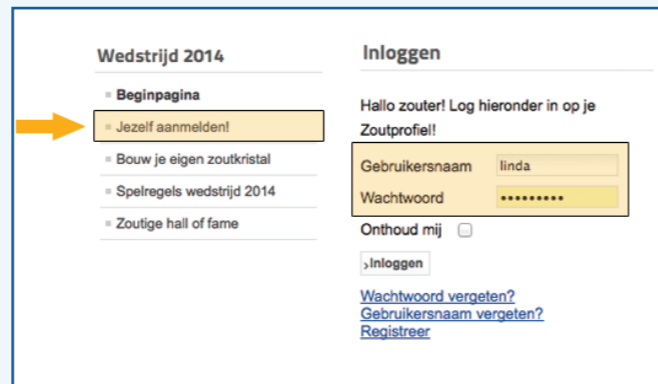 Wedstrijd 2014
Beginpagina
Jezelf aanmelden!
Bouw je eigen zoutkristal
Spelregels wedstrijd 2014
Zoutige hall of fame
Inloggen
Hallo zouter! Log hieronder in op je
Zoutprofiel!
Gebruikersnaam linda
Wachtwoord •••••••••
Onthoud mij
›Inloggen
Wachtwoord vergeten?
Gebruikersnaam vergeten?
Registreer